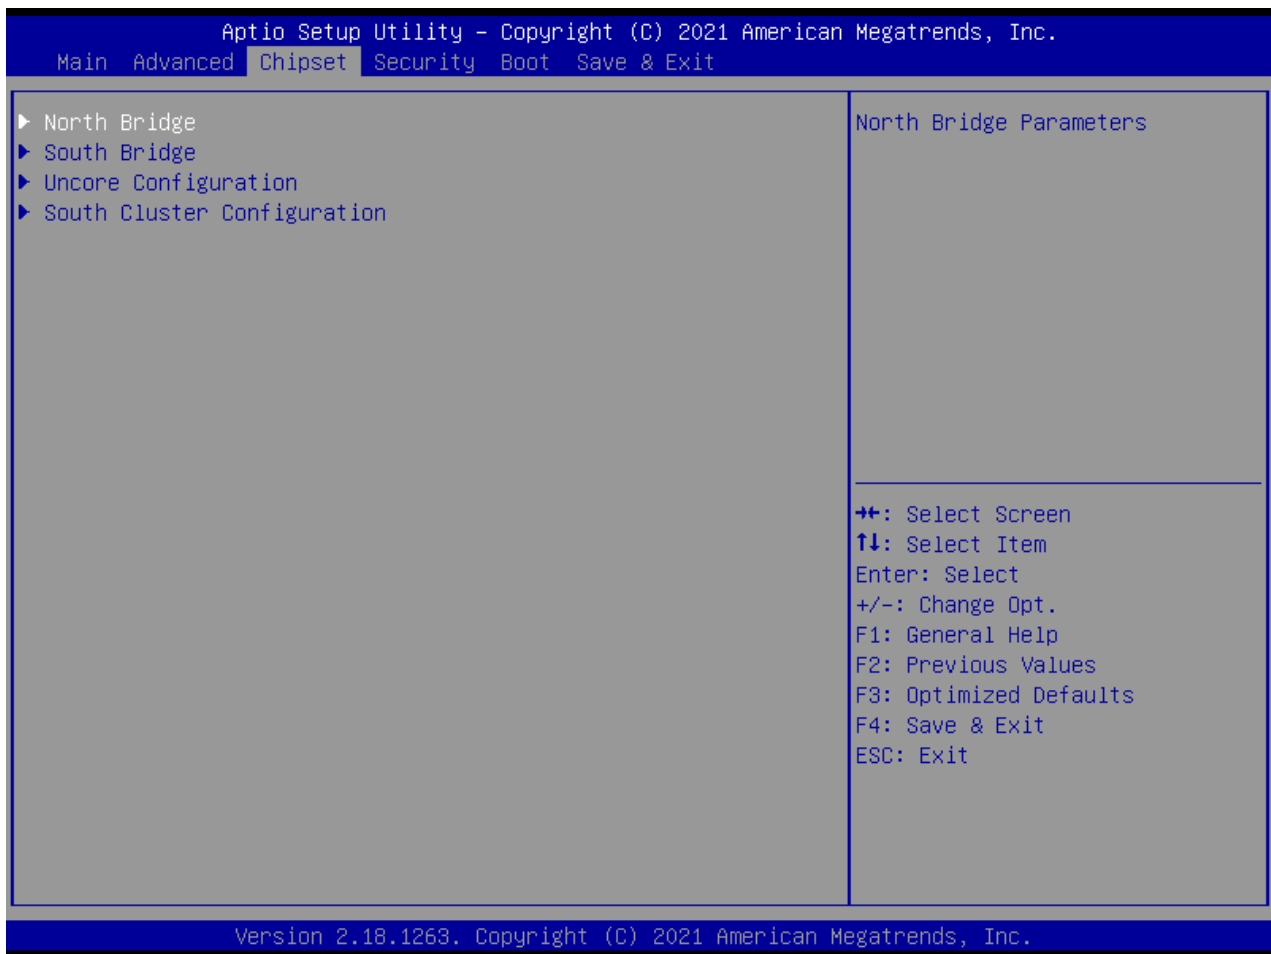 Aptio Setup Utility – Copyright (C) 2021 American Megatrends, Inc.
Main Advanced Chipset Security Boot Save & Exit
▶ North Bridge
▶ South Bridge
▶ Uncore Configuration
▶ South Cluster Configuration
North Bridge Parameters
→←: Select Screen
↑↓: Select Item
Enter: Select
+/-: Change Opt.
F1: General Help
F2: Previous Values
F3: Optimized Defaults
F4: Save & Exit
ESC: Exit
Version 2.18.1263. Copyright (C) 2021 American Megatrends, Inc.